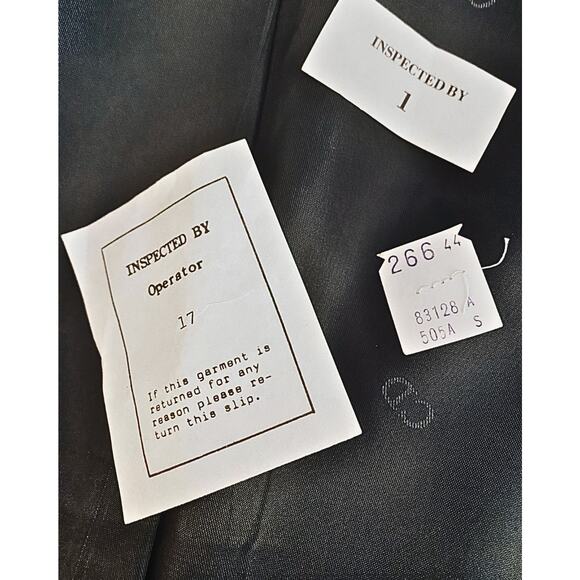 INSPECTED BY
1
INSPECTED BY
Operator
17
If this garment is
returned for any
reason please re-
turn this slip.
266 44
83128 A
505A S